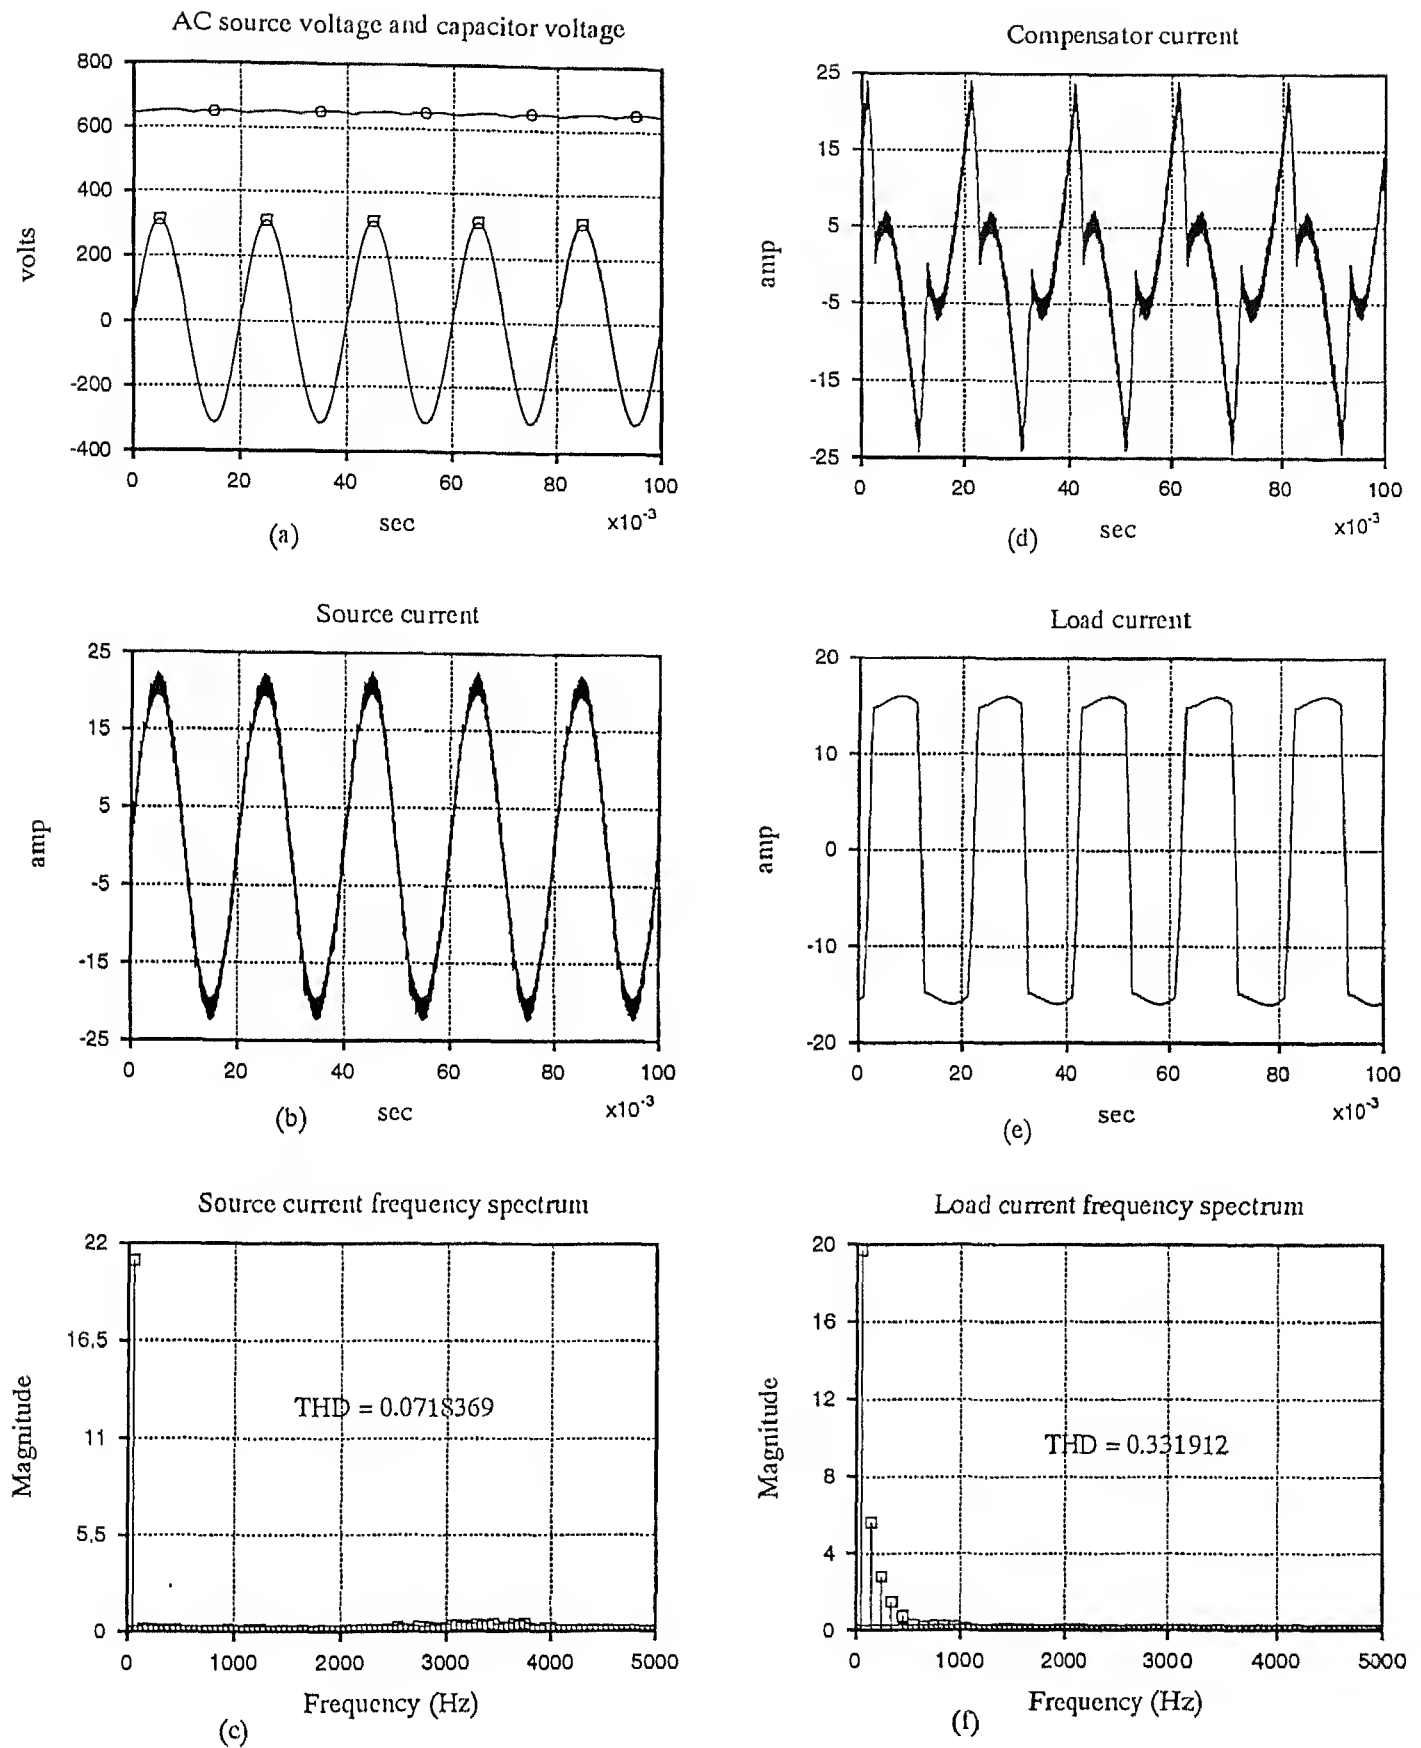 AC source voltage and capacitor voltage
800
600
400
200
0
-200
-400
volts
0 20 40 60 80 100
sec
x10-3
(a)
Compensator current
25
15
5
-5
-15
-25
amp
0 20 40 60 80 100
sec
x10-3
(d)
Source current
25
15
5
-5
-15
-25
amp
0 20 40 60 80 100
sec
x10-3
(b)
Load current
20
10
0
-10
-20
amp
0 20 40 60 80 100
sec
x10-3
(e)
Source current frequency spectrum
22
16,5
11
5,5
0
Magnitude
THD = 0.0718369
0 1000 2000 3000 4000 5000
Frequency (Hz)
(c)
Load current frequency spectrum
20
16
12
8
4
0
Magnitude
THD = 0.331912
0 1000 2000 3000 4000 5000
Frequency (Hz)
(f)